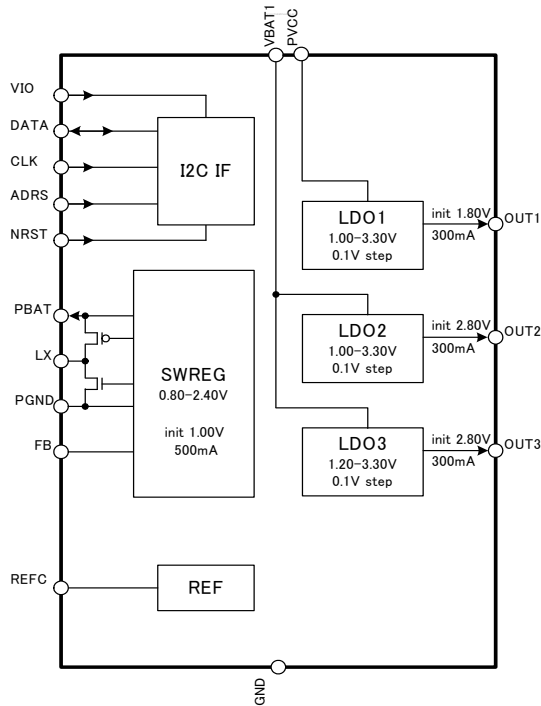 VBAT1
PVCC
VIO
DATA
CLK
ADRS
NRST
I2C IF
LDO1
1.00-3.30V
0.1V step
init 1.80V
300mA
OUT1
PBAT
LX
PGND
FB
SWREG
0.80-2.40V
init 1.00V
500mA
LDO2
1.00-3.30V
0.1V step
init 2.80V
300mA
OUT2
LDO3
1.20-3.30V
0.1V step
init 2.80V
300mA
OUT3
REFC
REF
GND